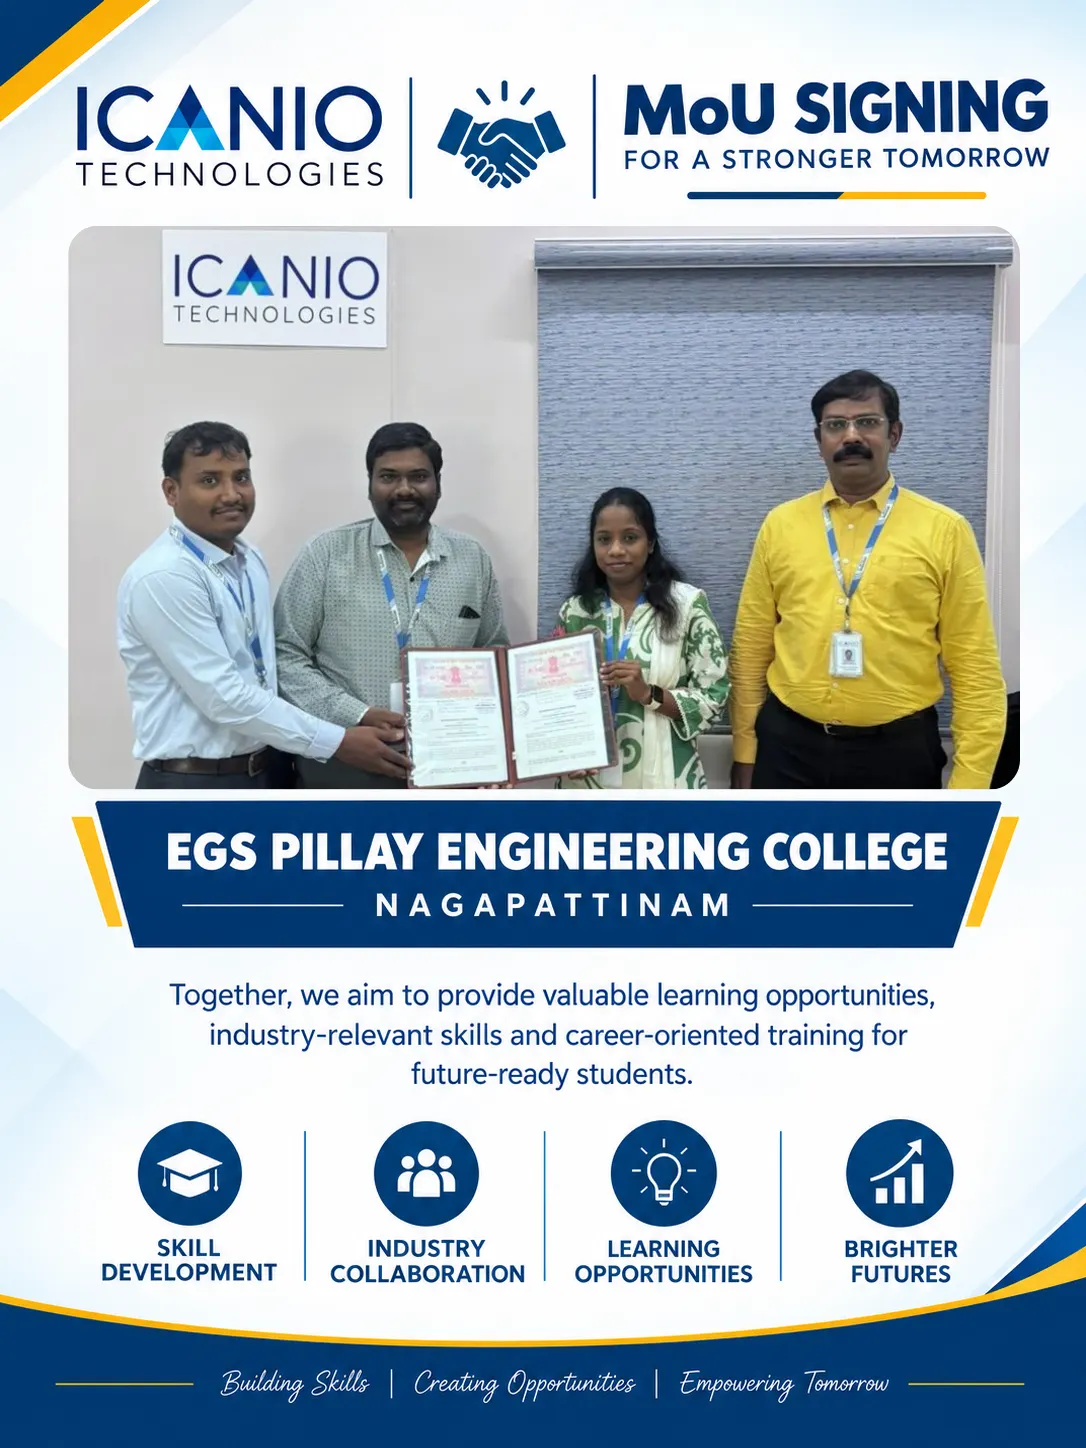 ICANIO
TECHNOLOGIES
MoU SIGNING
FOR A STRONGER TOMORROW
ICANIO
TECHNOLOGIES
EGS PILLAY ENGINEERING COLLEGE
NAGAPATTINAM
Together, we aim to provide valuable learning opportunities,
industry-relevant skills and career-oriented training for
future-ready students.
SKILL
DEVELOPMENT
INDUSTRY
COLLABORATION
LEARNING
OPPORTUNITIES
BRIGHTER
FUTURES
Building Skills | Creating Opportunities | Empowering Tomorrow